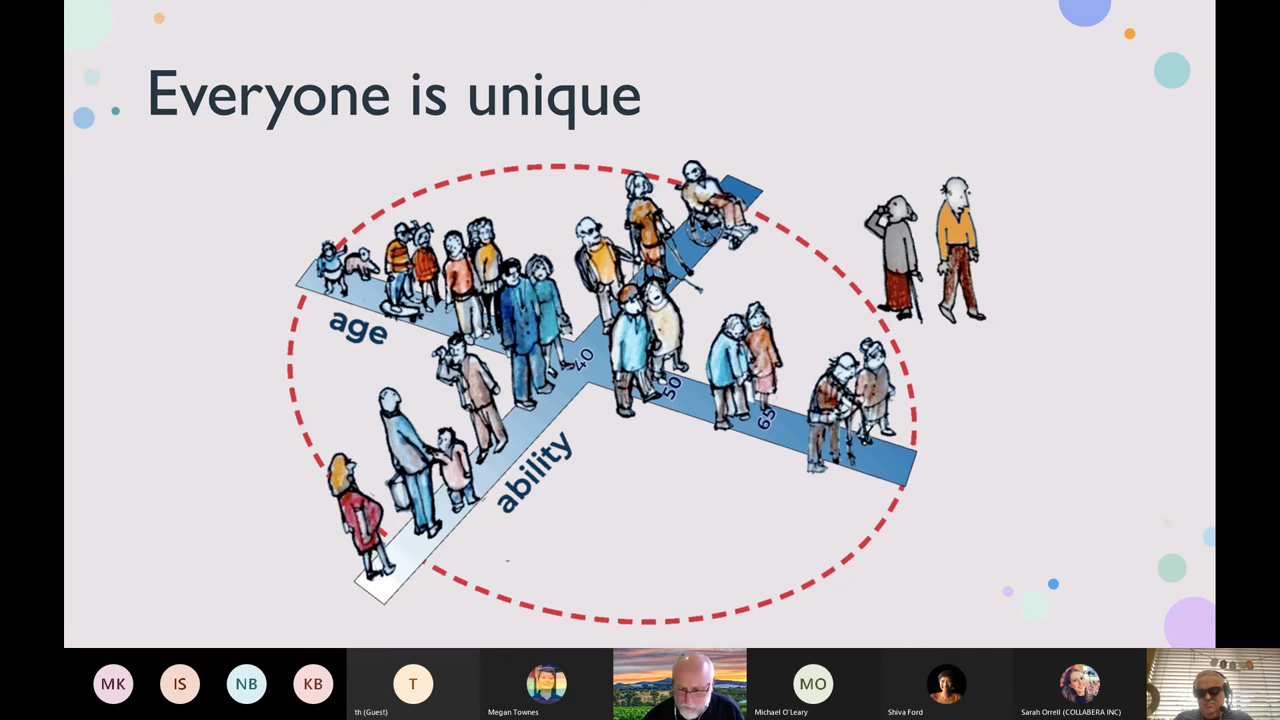 Everyone is unique
age
40
50
65
ability
MK
IS
NB
KB
T
MO
th (Guest)
Megan Townes
Michael O'Leary
Shiva Ford
Sarah Orrell (COLLABERA INC)